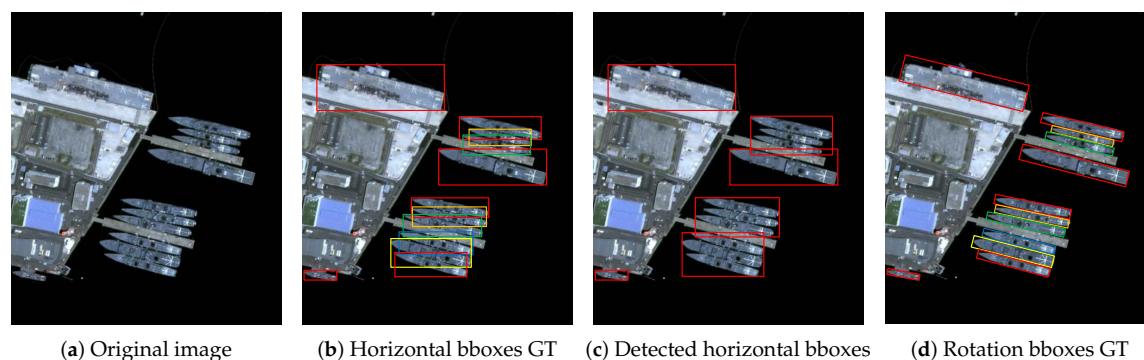 (a) Original image
(b) Horizontal bboxes GT
(c) Detected horizontal bboxes
(d) Rotation bboxes GT